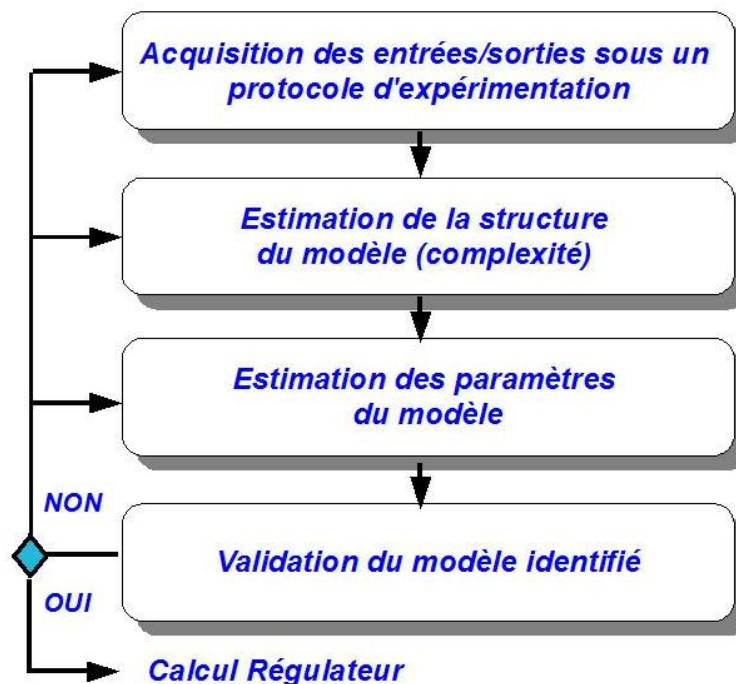 Acquisition des entrées/sorties sous un
protocole d'expérimentation
Estimation de la structure
du modèle (complexité)
Estimation des paramètres
du modèle
NON
Validation du modèle identifié
OUI
Calcul Régulateur